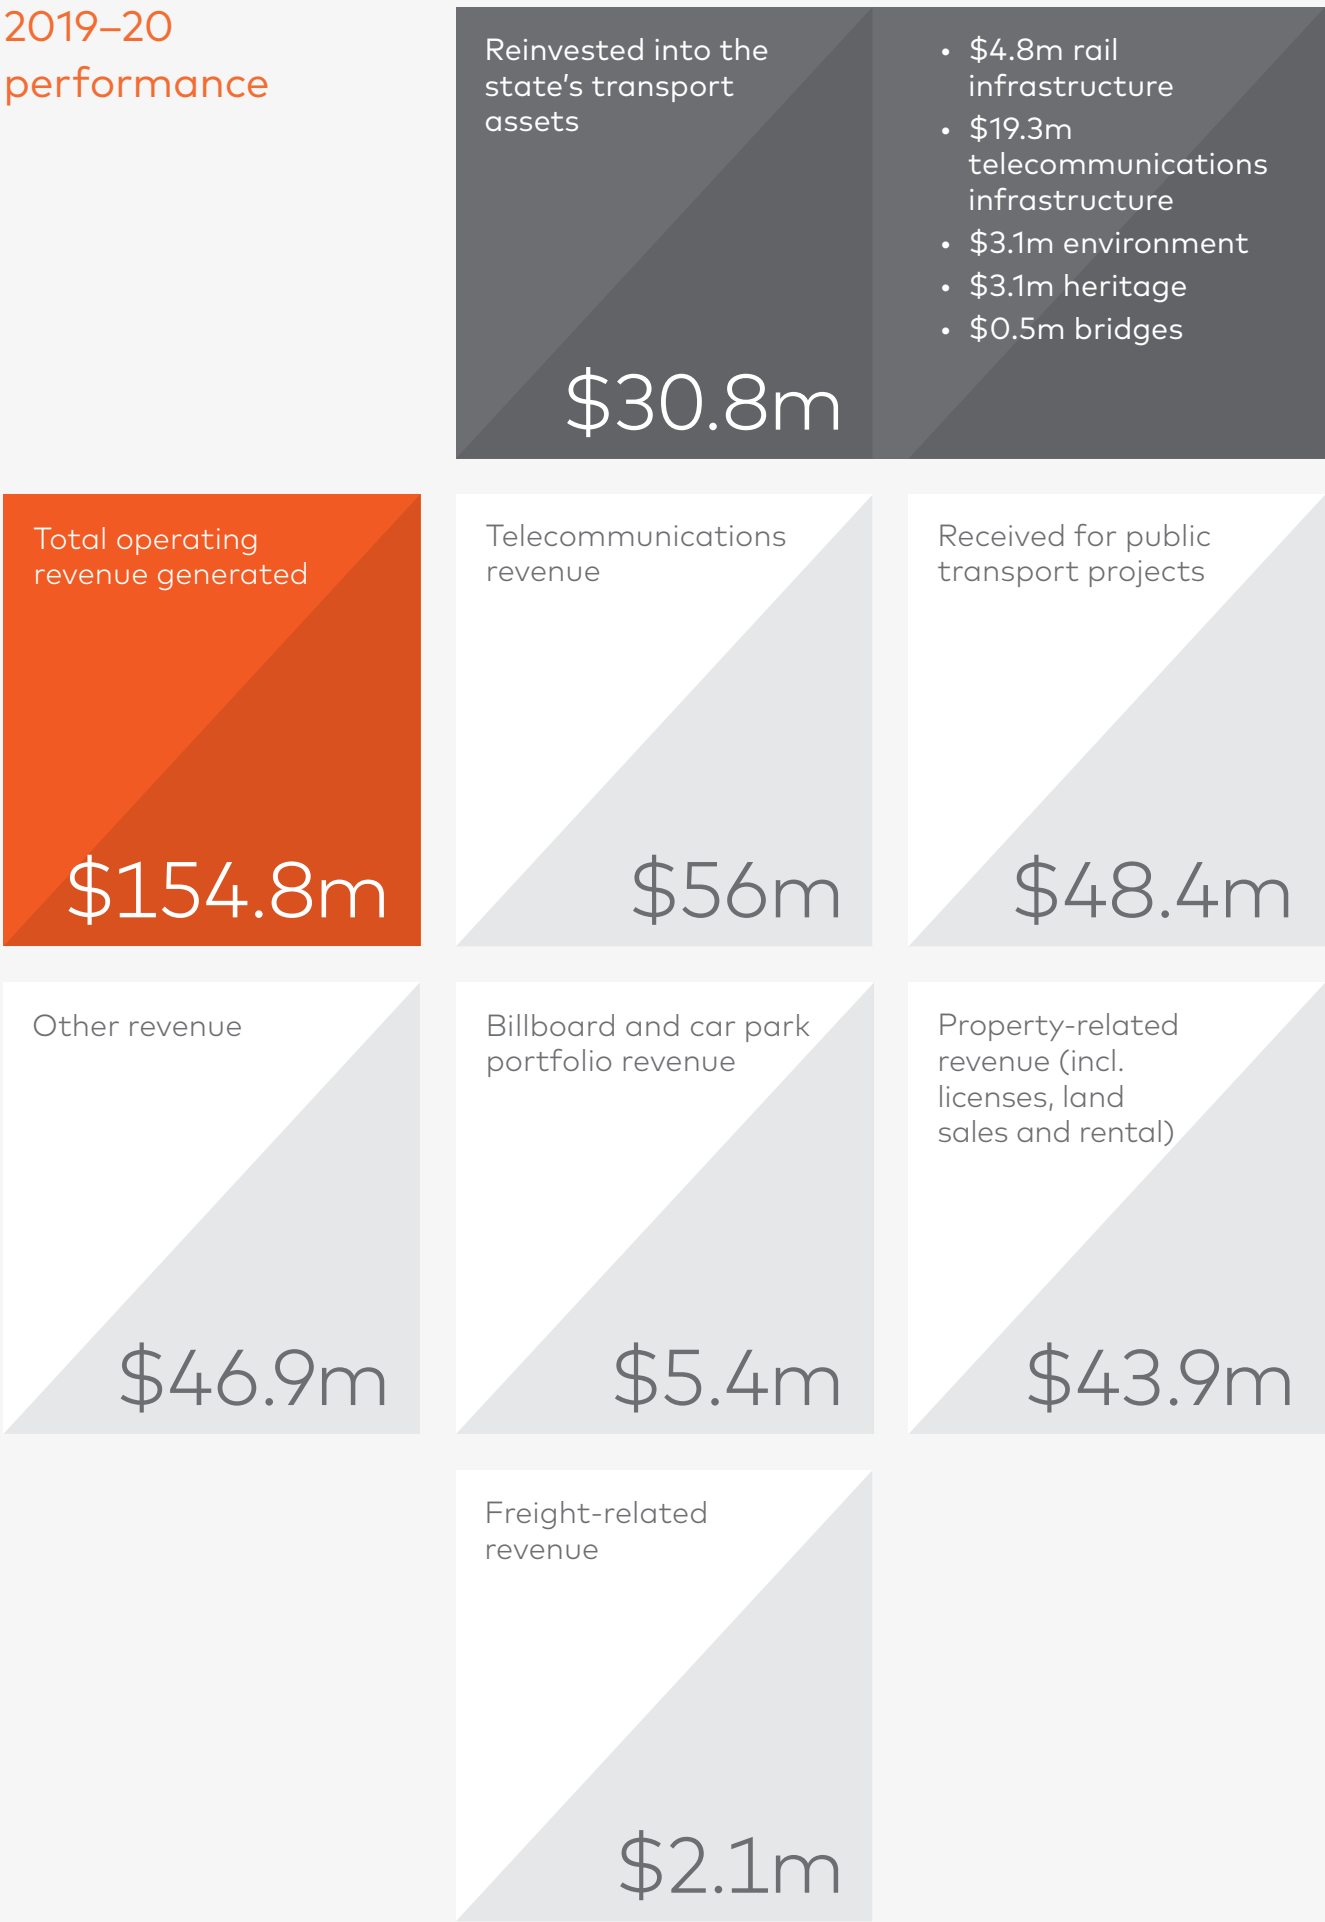 2019–20
performance
Reinvested into the
state's transport
assets
$30.8m
• $4.8m rail
infrastructure
• $19.3m
telecommunications
infrastructure
• $3.1m environment
• $3.1m heritage
• $0.5m bridges
Total operating
revenue generated
$154.8m
Telecommunications
revenue
$56m
Received for public
transport projects
$48.4m
Other revenue
$46.9m
Billboard and car park
portfolio revenue
$5.4m
Property-related
revenue (incl.
licenses, land
sales and rental)
$43.9m
Freight-related
revenue
$2.1m